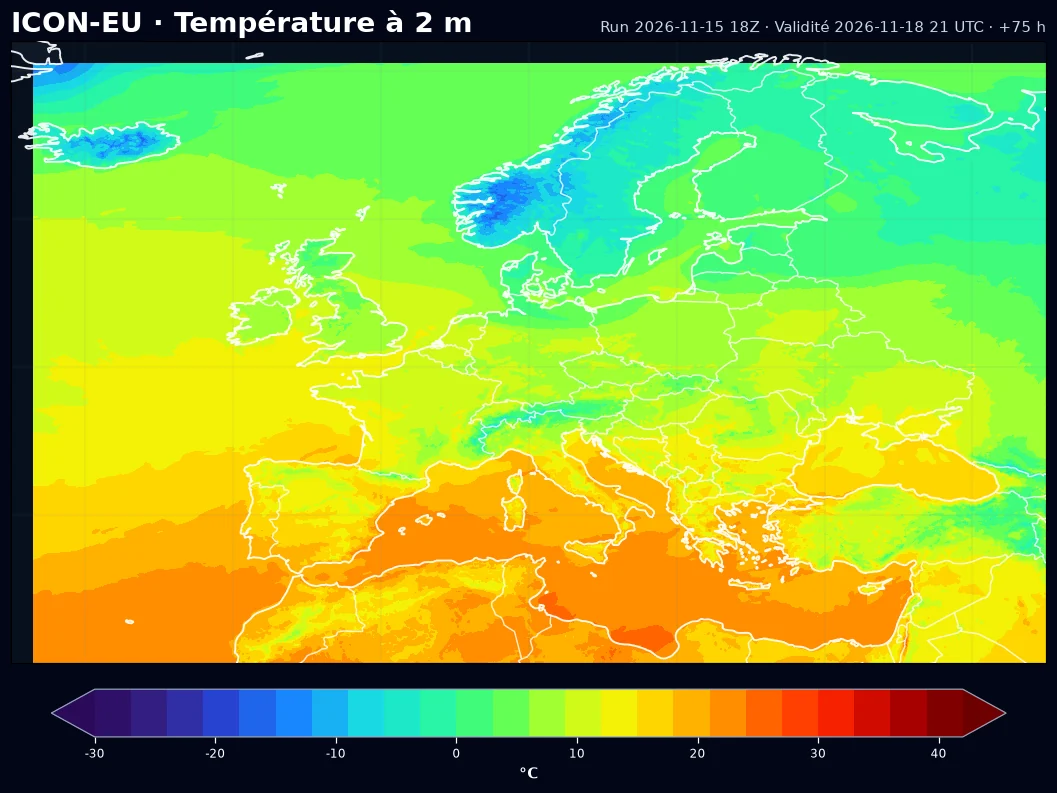 ICON-EU · Température à 2 m
Run 2026-11-15 18Z · Validité 2026-11-18 21 UTC · +75 h
-30 -20 -10 0 10 20 30 40
°C